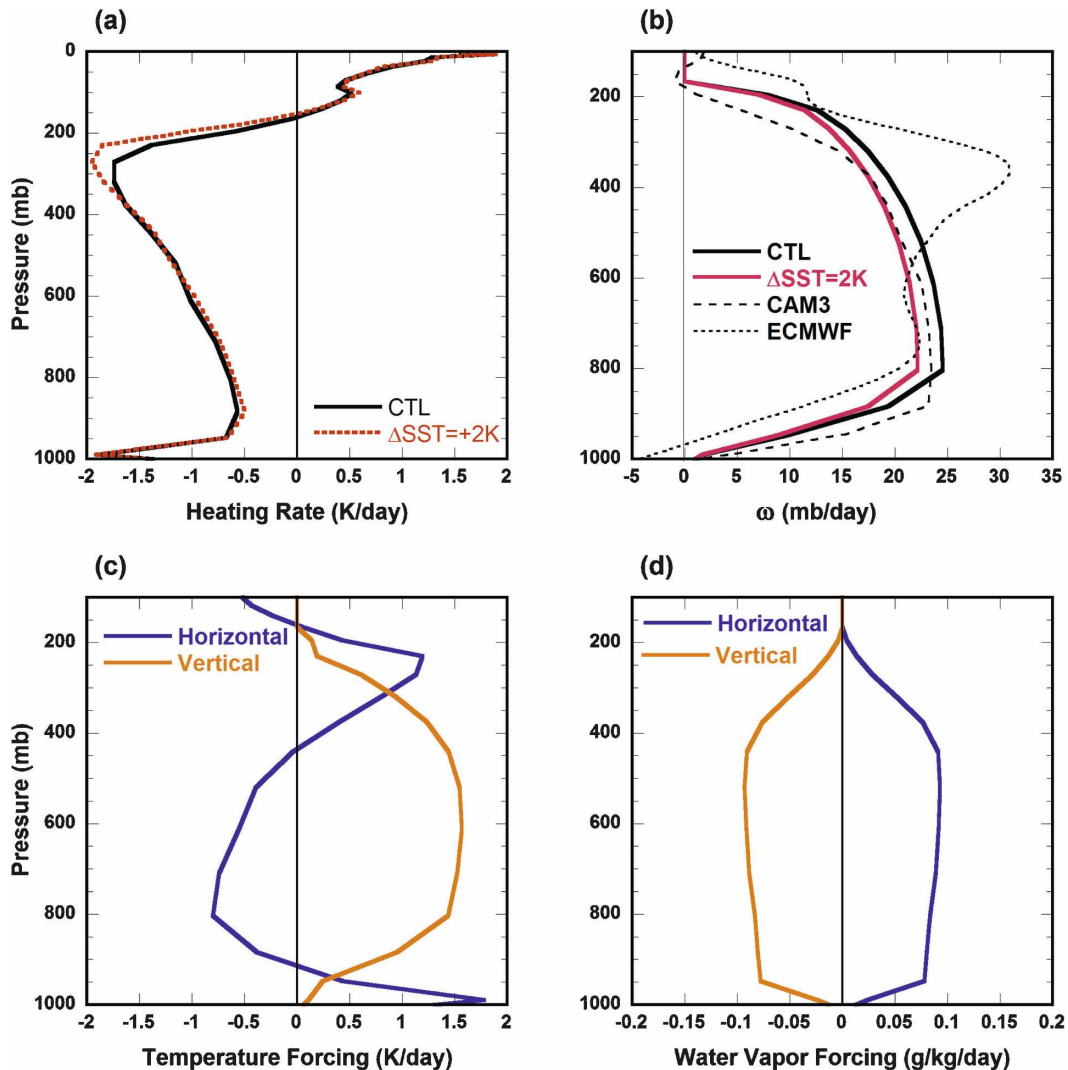 (a)
(b)
0
200
400
600
800
1000
Pressure (mb)
CTL
ΔSST=+2K
-2
-1.5
-1
-0.5
0
0.5
1
1.5
2
Heating Rate (K/day)
200
400
600
800
1000
Pressure (mb)
CTL
ΔSST=2K
CAM3
ECMWF
-5
0
5
10
15
20
25
30
35
ω (mb/day)
(c)
(d)
200
400
600
800
1000
Pressure (mb)
Horizontal
Vertical
-2
-1.5
-1
-0.5
0
0.5
1
1.5
2
Temperature Forcing (K/day)
200
400
600
800
1000
Horizontal
Vertical
-0.2
-0.15
-0.1
-0.05
0
0.05
0.1
0.15
0.2
Water Vapor Forcing (g/kg/day)